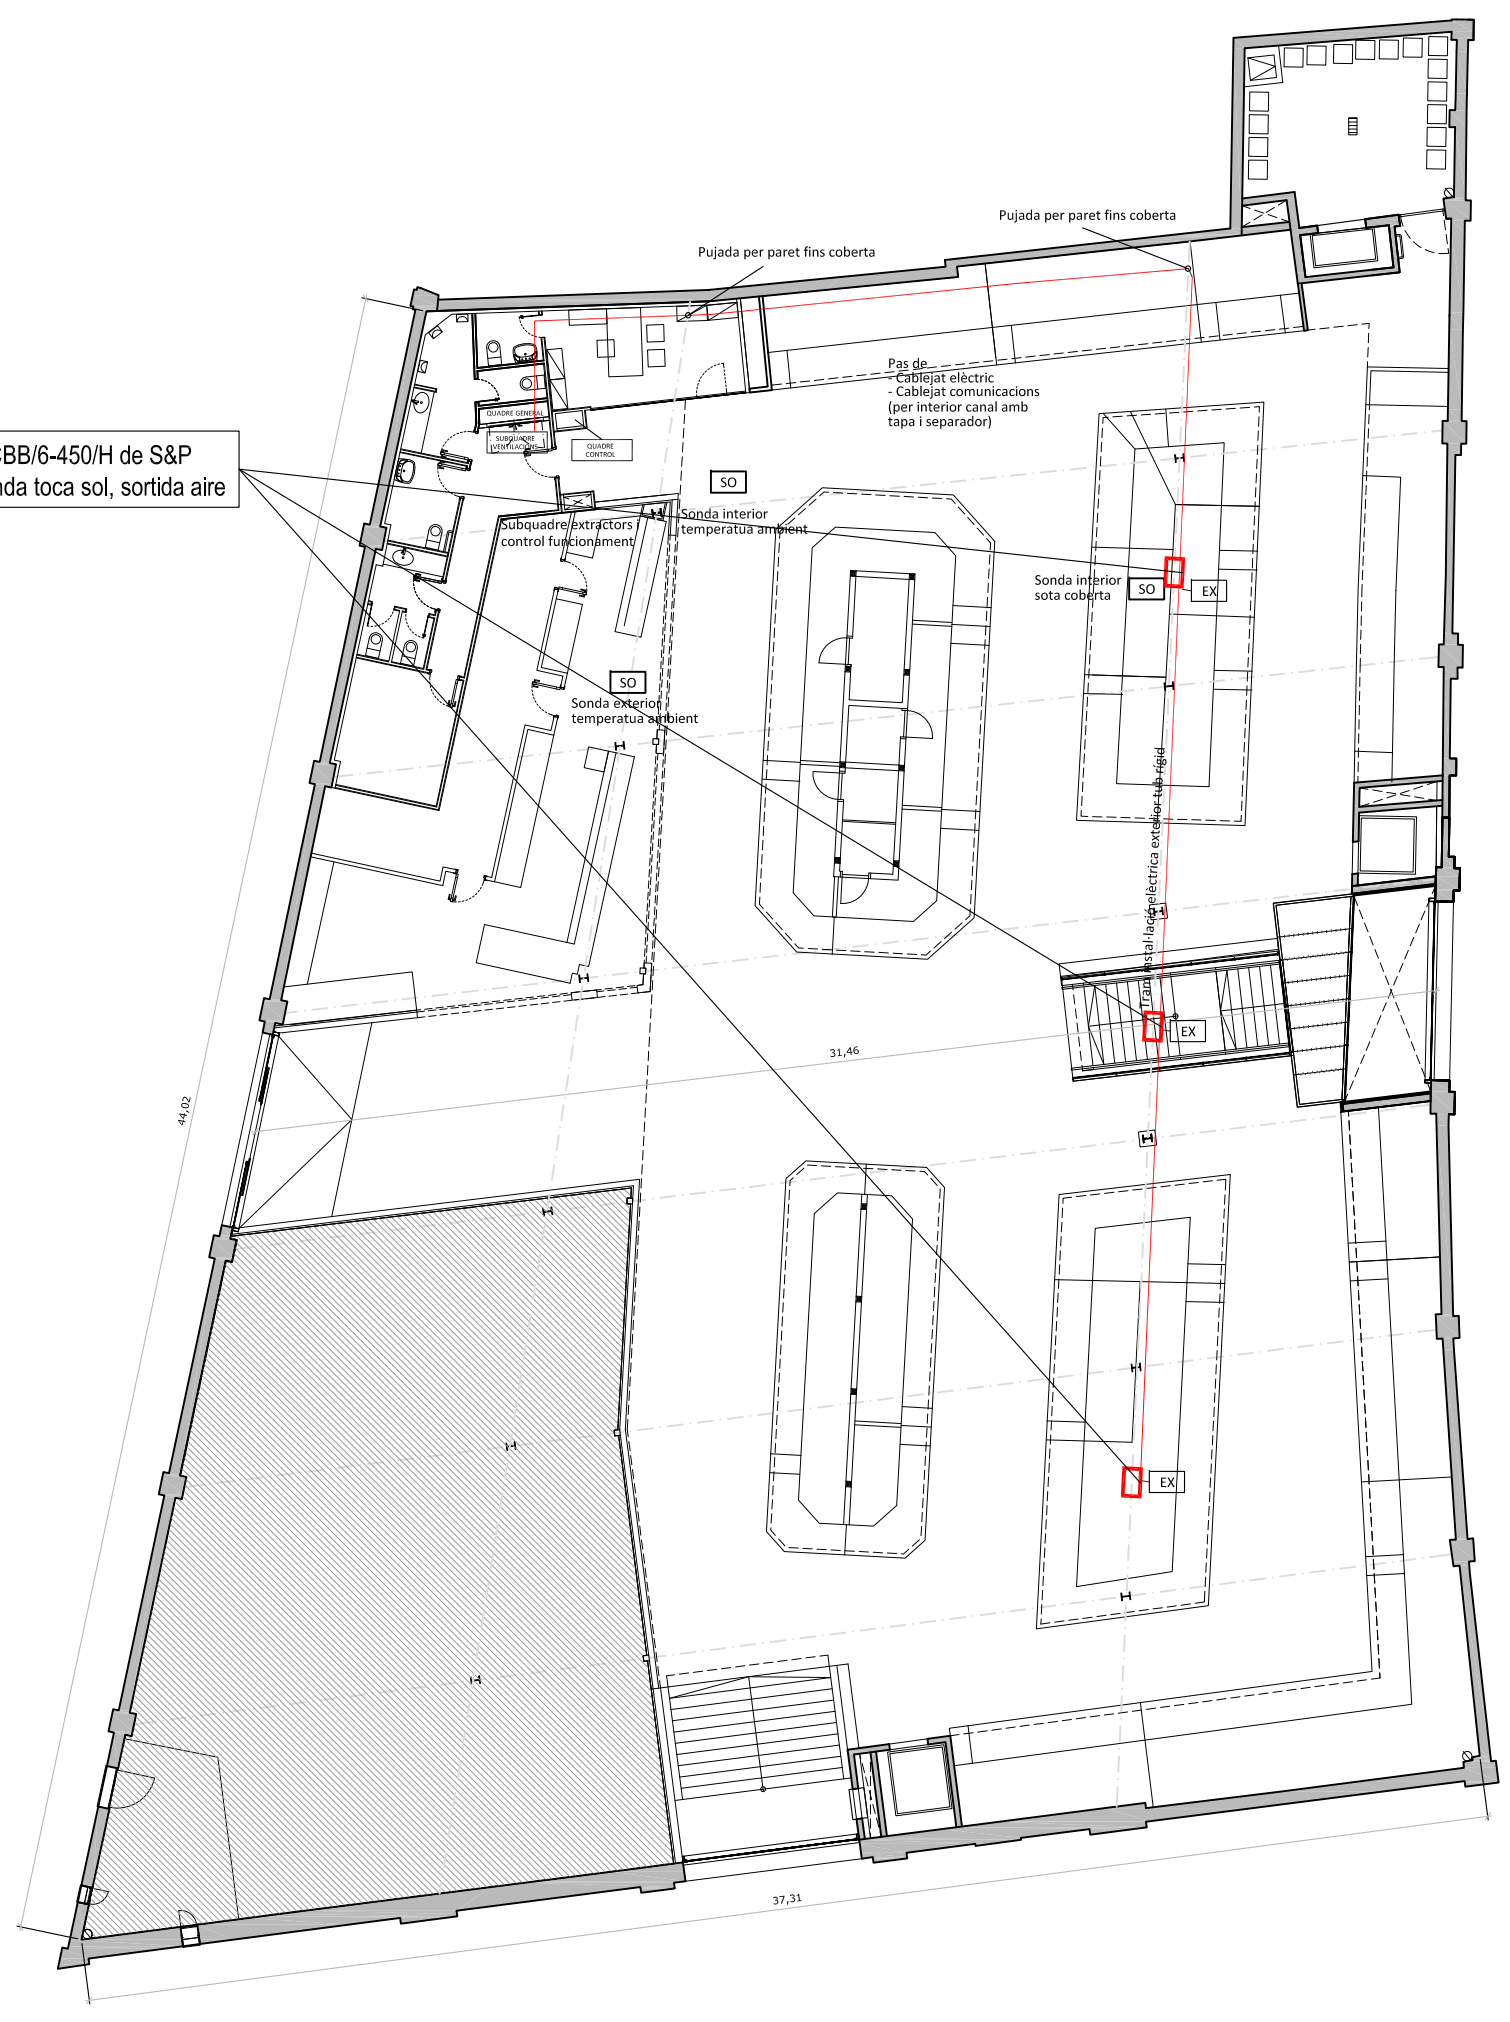 Pujada per paret fins coberta
Pujada per paret fins coberta
Pas de
- Cablejat elèctric
- Cablejat comunicacions
(per interior canal amb
tapa i separador)
QUADRE GENERAL
SUBQUADRE
VENTILACIONS
QUADRE
CONTROL
CBB/6-450/H de S&P
toca sol, sortida aire
SO
Sonda interior
temperatua ambient
Subquadre extractors i
control funcionament
Sonda interior
sota coberta
SO
EX
SO
Sonda exterior
temperatua ambient
Tram instal·lació elèctrica exterior tub rígid
EX
31,46
44,02
EX
37,31